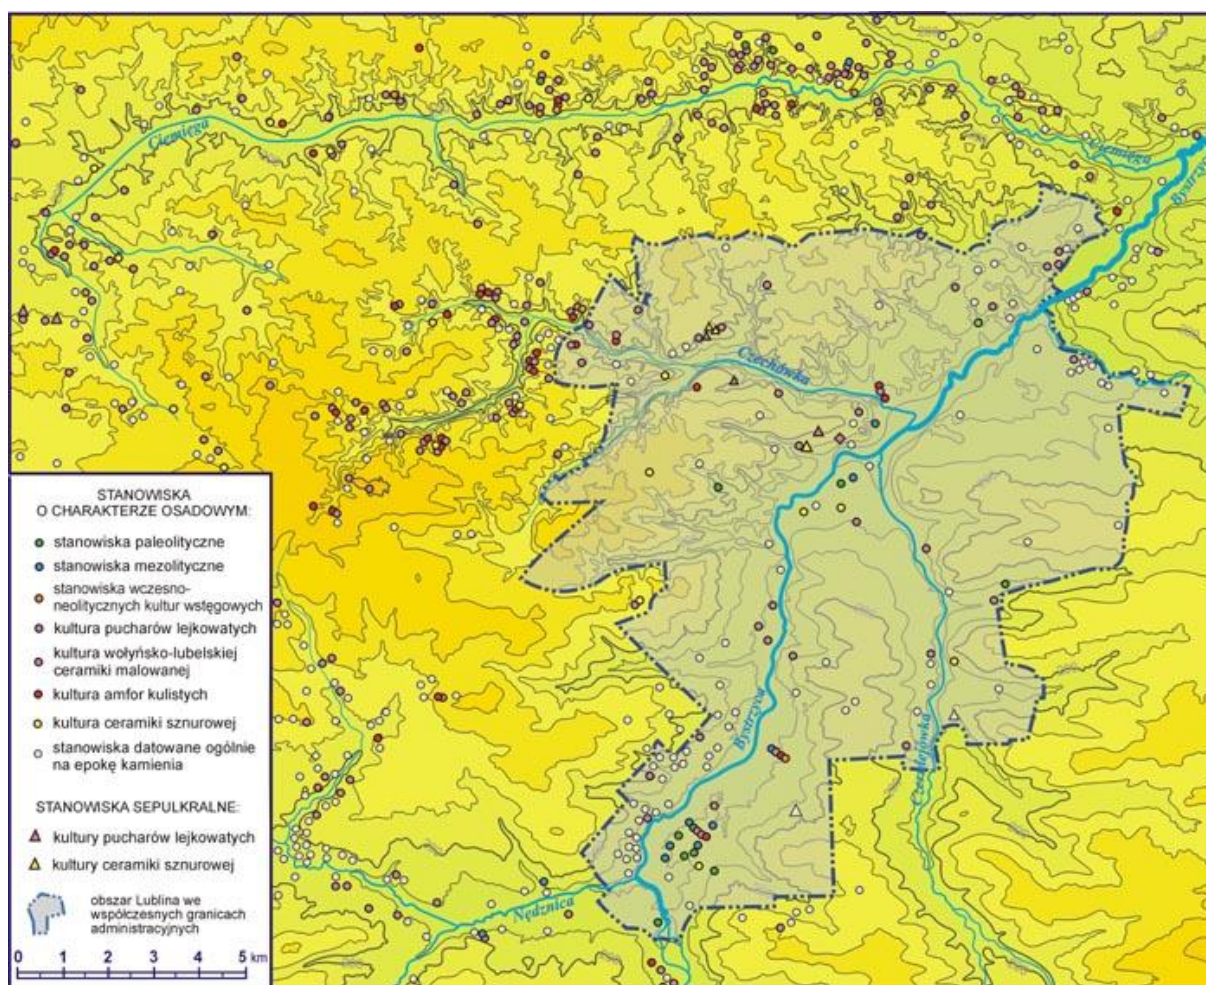 Ciemięga
Ciemięga
Bystrzyca
Czechówka
Bystrzyca
Czerniejówka
Nędznica
STANOWISKA
O CHARAKTERZE OSADOWYM:
stanowiska paleolityczne
stanowiska mezolityczne
stanowiska wczesno-
neolitycznych kultur wstęgowych
kultura pucharów lejkowatych
kultura wołyńsko-lubelskiej
ceramiki malowanej
kultura amfor kulistych
kultura ceramiki sznurowej
stanowiska datowane ogólnie
na epokę kamienia
STANOWISKA SEPULKRALNE:
kultury pucharów lejkowatych
kultury ceramiki sznurowej
obszar Lublina we
współczesnych granicach
administracyjnych
0 1 2 3 4 5 km